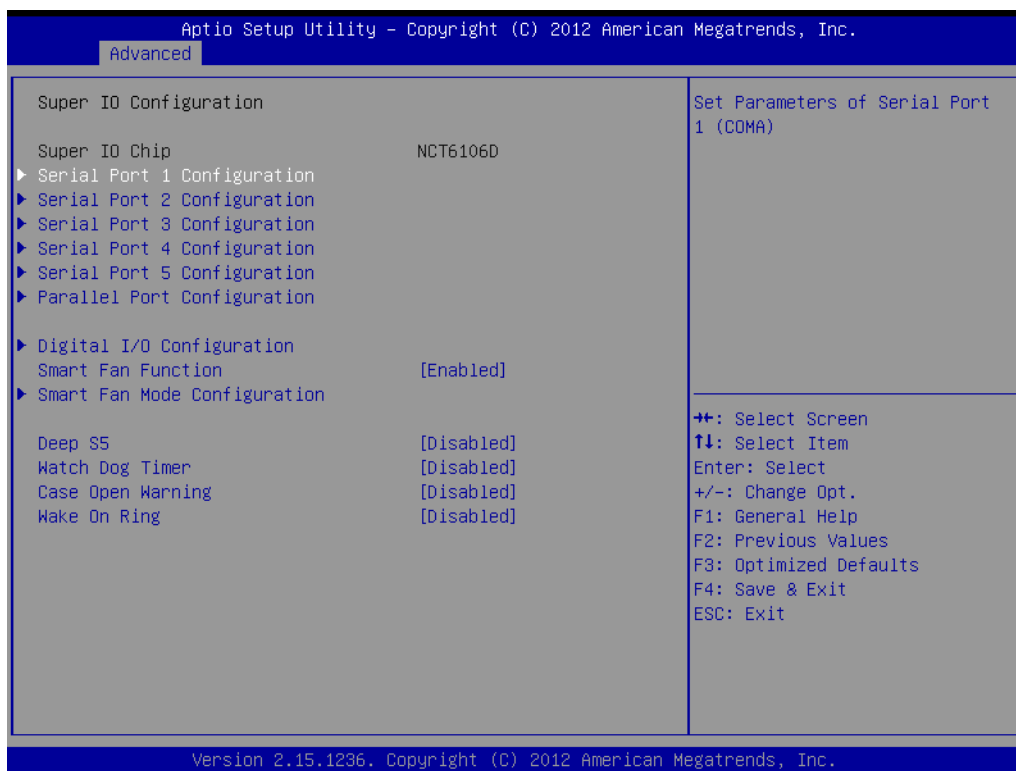 Aptio Setup Utility – Copyright (C) 2012 American Megatrends, Inc.
Advanced
Super IO Configuration
Super IO Chip NCT6106D
▶ Serial Port 1 Configuration
▶ Serial Port 2 Configuration
▶ Serial Port 3 Configuration
▶ Serial Port 4 Configuration
▶ Serial Port 5 Configuration
▶ Parallel Port Configuration
▶ Digital I/O Configuration
Smart Fan Function [Enabled]
▶ Smart Fan Mode Configuration
Deep S5 [Disabled]
Watch Dog Timer [Disabled]
Case Open Warning [Disabled]
Wake On Ring [Disabled]
Set Parameters of Serial Port
1 (COMA)
→←: Select Screen
↑↓: Select Item
Enter: Select
+/-: Change Opt.
F1: General Help
F2: Previous Values
F3: Optimized Defaults
F4: Save & Exit
ESC: Exit
Version 2.15.1236. Copyright (C) 2012 American Megatrends, Inc.